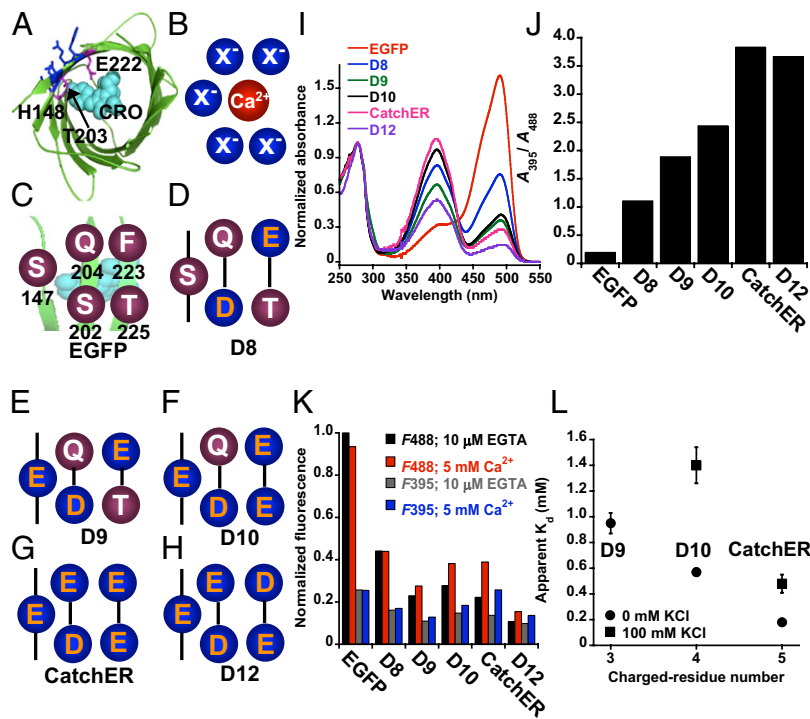 A
E222
H148
CRO
T203
B
X⁻ X⁻
X⁻ Ca²⁺
X⁻ X⁻
C
Q F
S 204 223
147
S T
202 225
EGFP
D
Q E
S
D T
D8
E
Q E
E
D T
D9
F
Q E
E
D E
D10
G
E E
E
D E
CatchER
H
E D
E
D E
D12
I
EGFP
D8
D9
D10
CatchER
D12
Normalized absorbance
1.5
1.2
0.9
0.6
0.3
0
250 300 350 400 450 500 550
Wavelength (nm)
J
A₃₉₅/ A₄₈₈
4.0
3.5
3.0
2.5
2.0
1.5
1.0
0.5
0
EGFP D8 D9 D10 CatchER D12
K
Normalized fluorescence
1.0
0.8
0.6
0.4
0.2
0
F488; 10 µM EGTA
F488; 5 mM Ca²⁺
F395; 10 µM EGTA
F395; 5 mM Ca²⁺
EGFP D8 D9 D10 CatchER D12
L
Apparent Kd (mM)
1.6
1.4
1.2
1.0
0.8
0.6
0.4
0.2
0
D9 D10 CatchER
0 mM KCl
100 mM KCl
3 4 5
Charged-residue number